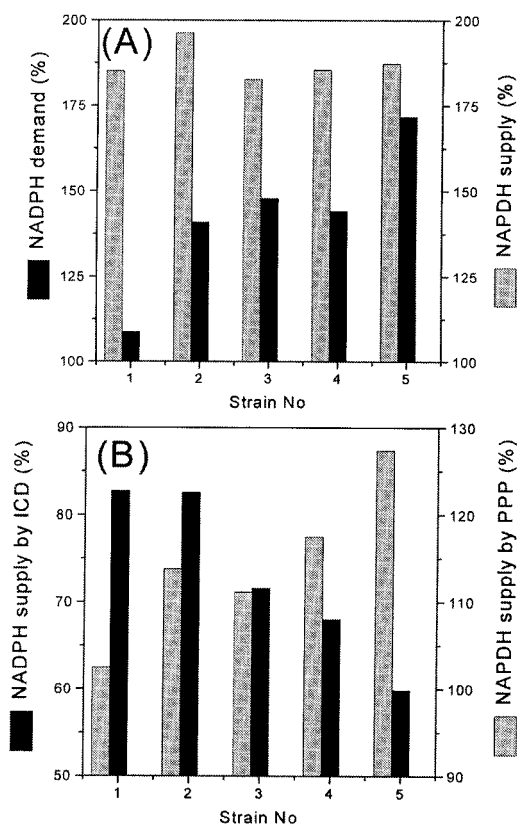 (A)
200
175
150
125
100
NADPH demand (%)
200
175
150
125
100
NAPDH supply (%)
1 2 3 4 5
Strain No
(B)
90
80
70
60
50
NADPH supply by ICD (%)
130
120
110
100
90
NAPDH supply by PPP (%)
1 2 3 4 5
Strain No